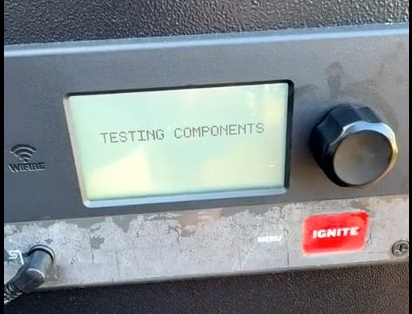 TESTING COMPONENTS
WiFIRE
MENU
IGNITE